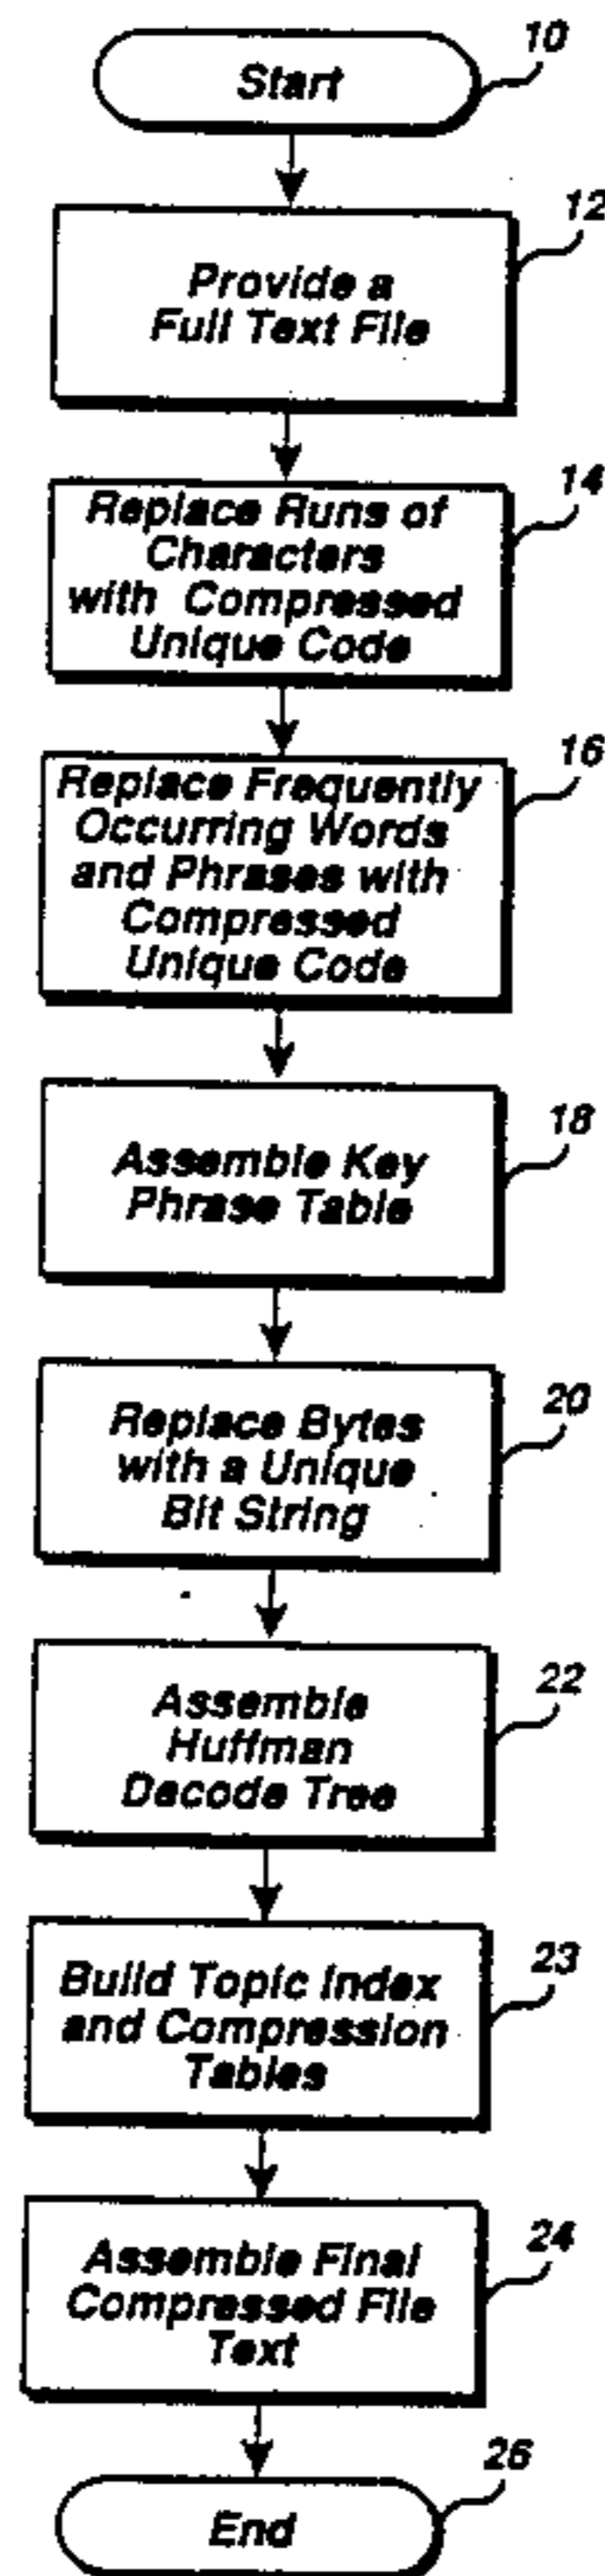 10
Start
12
Provide a
Full Text File
14
Replace Runs of
Characters
with Compressed
Unique Code
16
Replace Frequently
Occurring Words
and Phrases with
Compressed
Unique Code
18
Assemble Key
Phrase Table
20
Replace Bytes
with a Unique
Bit String
22
Assemble
Huffman
Decode Tree
23
Build Topic Index
and Compression
Tables
24
Assemble Final
Compressed File
Text
26
End